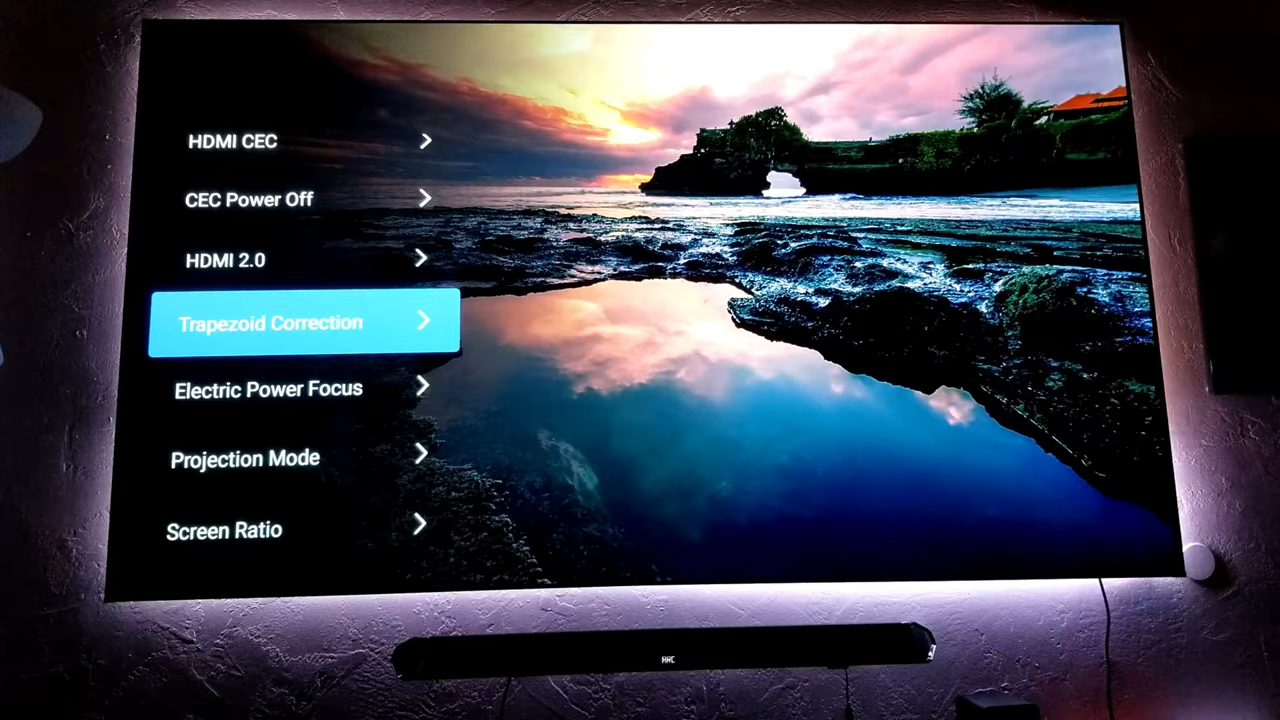 HDMI CEC
CEC Power Off
HDMI 2.0
Trapezoid Correction
Electric Power Focus
Projection Mode
Screen Ratio